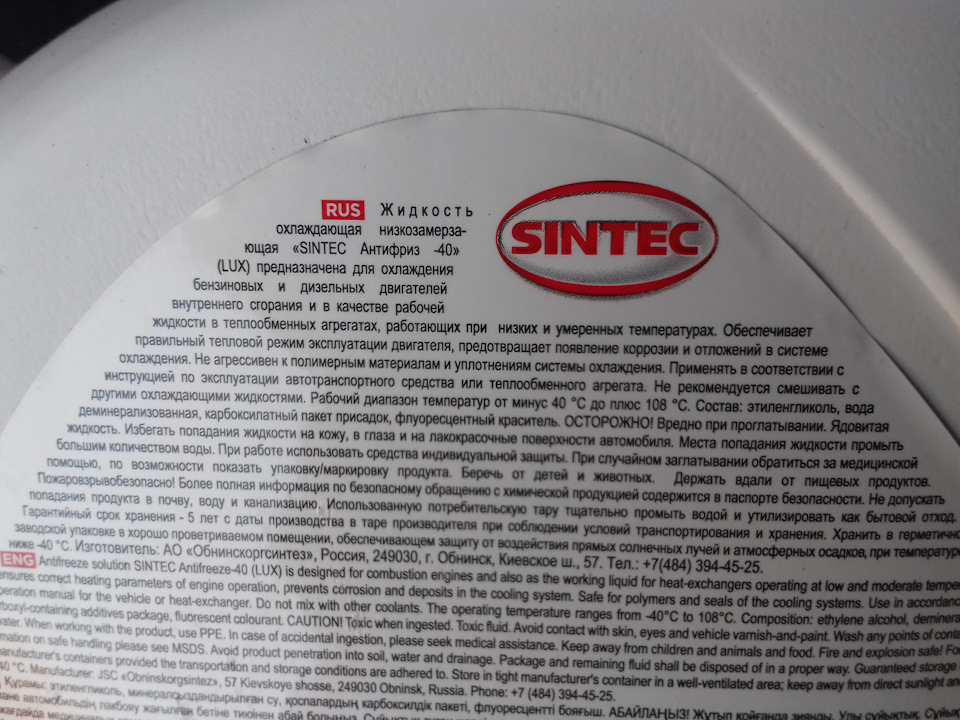 SINTEC
RUS Жидкость
охлаждающая низкозамерза-
ющая «SINTEC Антифриз -40»
(LUX) предназначена для охлаждения
бензиновых и дизельных двигателей
внутреннего сгорания и в качестве рабочей
жидкости в теплообменных агрегатах, работающих при низких и умеренных температурах. Обеспечивает
правильный тепловой режим эксплуатации двигателя, предотвращает появление коррозии и отложений в системе
охлаждения. Не агрессивен к полимерным материалам и уплотнениям системы охлаждения. Применять в соответствии с
инструкцией по эксплуатации автотранспортного средства или теплообменного агрегата. Не рекомендуется смешивать с
другими охлаждающими жидкостями. Рабочий диапазон температур от минус 40 °C до плюс 108 °C. Состав: этиленгликоль, вода
деминерализованная, карбоксилатный пакет присадок, флуоресцентный краситель. ОСТОРОЖНО! Вредно при проглатывании. Ядовитая
жидкость. Избегать попадания жидкости на кожу, в глаза и на лакокрасочные поверхности автомобиля. Места попадания жидкости промыть
большим количеством воды. При работе использовать средства индивидуальной защиты. При случайном заглатывании обратиться за медицинской
помощью, по возможности показать упаковку/маркировку продукта. Беречь от детей и животных. Держать вдали от пищевых продуктов.
Пожаровзрывобезопасно! Более полная информация по безопасному обращению с химической продукцией содержится в паспорте безопасности. Не допускать
попадания продукта в почву, воду и канализацию. Использованную потребительскую тару тщательно промыть водой и утилизировать как бытовой отход.
Гарантийный срок хранения - 5 лет с даты производства в таре производителя при соблюдении условий транспортирования и хранения. Хранить в герметично
заводской упаковке в хорошо проветриваемом помещении, обеспечивающем защиту от воздействия прямых солнечных лучей и атмосферных осадков, при температуре
ниже -40 °C. Изготовитель: АО «Обнинскоргсинтез», Россия, 249030, г. Обнинск, Киевское ш., 57. Тел.: +7(484) 394-45-25.
ENG Antifreeze solution SINTEC Antifreeze-40 (LUX) is designed for combustion engines and also as the working liquid for heat-exchangers operating at low and moderate temper
ensures correct heating parameters of engine operation, prevents corrosion and deposits in the cooling system. Safe for polymers and seals of the cooling systems. Use in accordanc
peration manual for the vehicle or heat-exchanger. Do not mix with other coolants. The operating temperature ranges from -40°C to 108°C. Composition: ethylene alcohol, deminera
rboxyl-containing additives package, fluorescent colourant. CAUTION! Toxic when ingested. Toxic fluid. Avoid contact with skin, eyes and vehicle varnish-and-paint. Wash any points of conta
water. When working with the product, use PPE. In case of accidental ingestion, please seek medical assistance. Keep away from children and animals and food. Fire and explosion safe! Fo
mation on safe handling please see MSDS. Avoid product penetration into soil, water and drainage. Package and remaining fluid shall be disposed of in a proper way. Guaranteed storage
anufacturer's containers provided the transportation and storage conditions are adhered to. Store in tight manufacturer's container in a well-ventilated area; keep away from direct sunlight and
40 °C. Manufacturer: JSC «Obninskorgsintez», 57 Kievskoye shosse, 249030 Obninsk, Russia. Phone: +7 (484) 394-45-25.
Құрамы: этиленгликоль, минералсыздандырылған су, қоспалардың карбоксилдік пакеті, флуоресцентті бояғыш. АБАЙЛАҢЫЗ! Жұтып қойғанда зиянды. Улы сұйықтық.